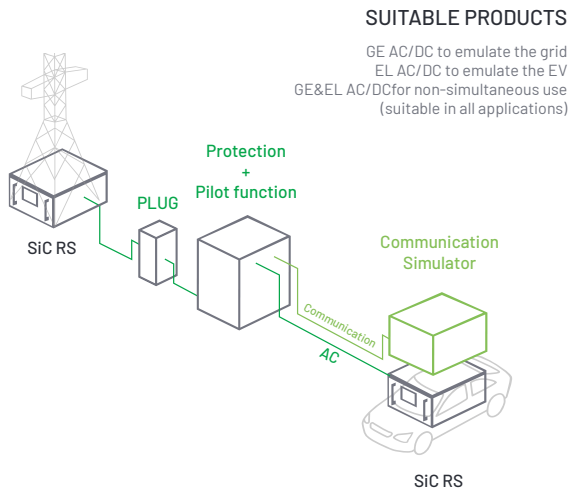 SUITABLE PRODUCTS
GE AC/DC to emulate the grid
EL AC/DC to emulate the EV
GE&EL AC/DCfor non-simultaneous use
(suitable in all applications)
Protection
+
Pilot function
PLUG
SiC RS
Communication
Simulator
Communication
AC
SiC RS